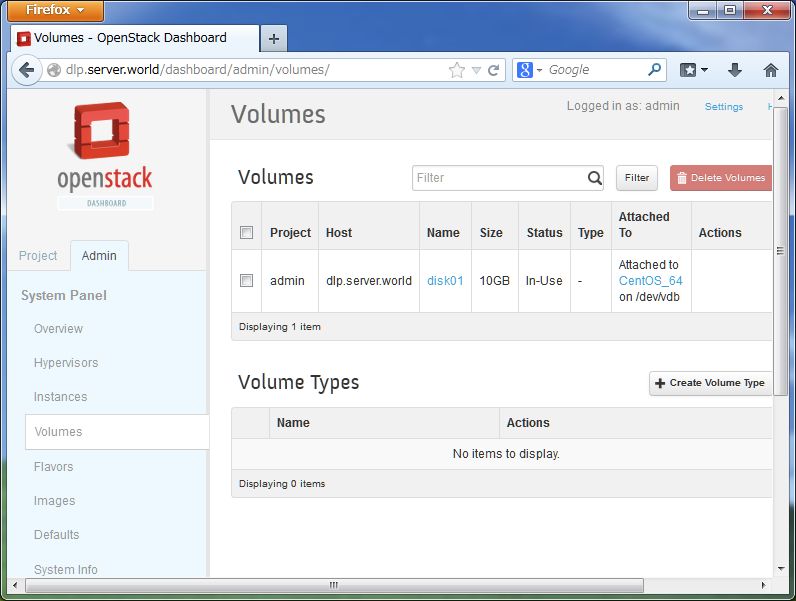 Firefox
Volumes - OpenStack Dashboard
dlp.server.world/dashboard/admin/volumes/
Google
openstack
DASHBOARD
Project
Admin
System Panel
Overview
Hypervisors
Instances
Volumes
Flavors
Images
Defaults
System Info
Volumes
Logged in as: admin
Settings
Volumes
Filter
Filter
Delete Volumes
Project Host Name Size Status Type Attached To Actions
admin dlp.server.world disk01 10GB In-Use - Attached to CentOS_64 on /dev/vdb
Displaying 1 item
Volume Types
Create Volume Type
Name Actions
No items to display.
Displaying 0 items